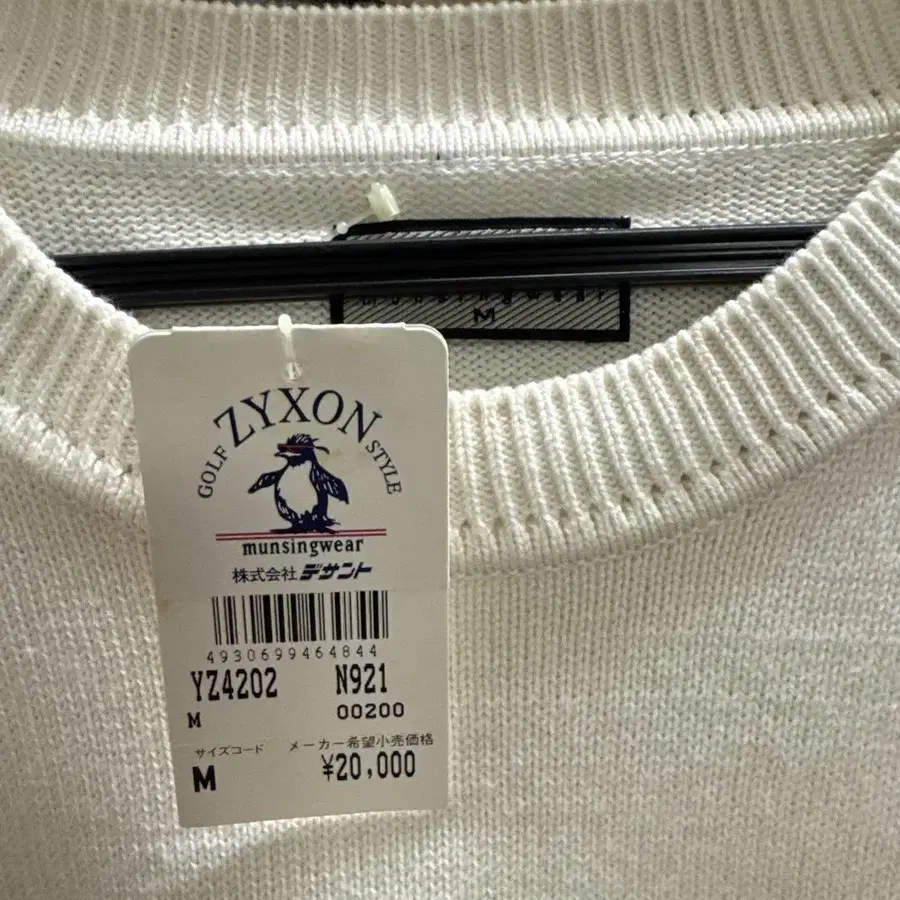 M
ZYXON
GOLF STYLE
munsingwear
株式会社デサント
4930699464844
YZ4202 N921
M 00200
サイズコード メーカー希望小売価格
M ¥20,000